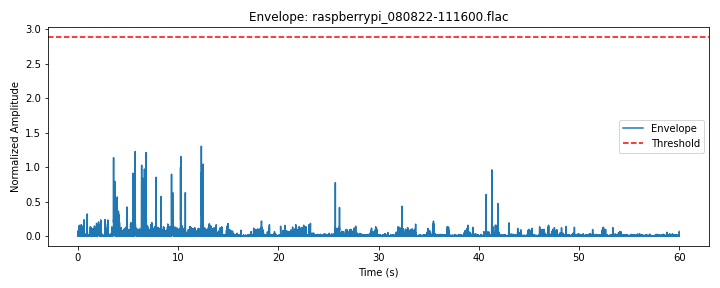 Envelope: raspberrypi_080822-111600.flac
3.0
2.5
2.0
1.5
1.0
0.5
0.0
Normalized Amplitude
Envelope
Threshold
0 10 20 30 40 50 60
Time (s)